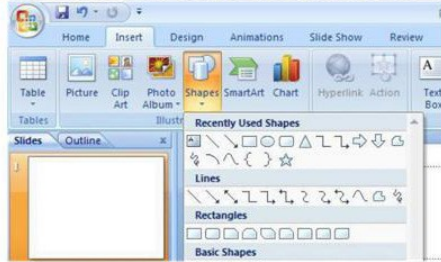 Home Insert Design Animations Slide Show Review
Table Picture Clip Art Photo Album Shapes SmartArt Chart Hyperlink Action Text
Tables Illustr
Recently Used Shapes
Slides Outline x
1
Lines
Rectangles
Basic Shapes